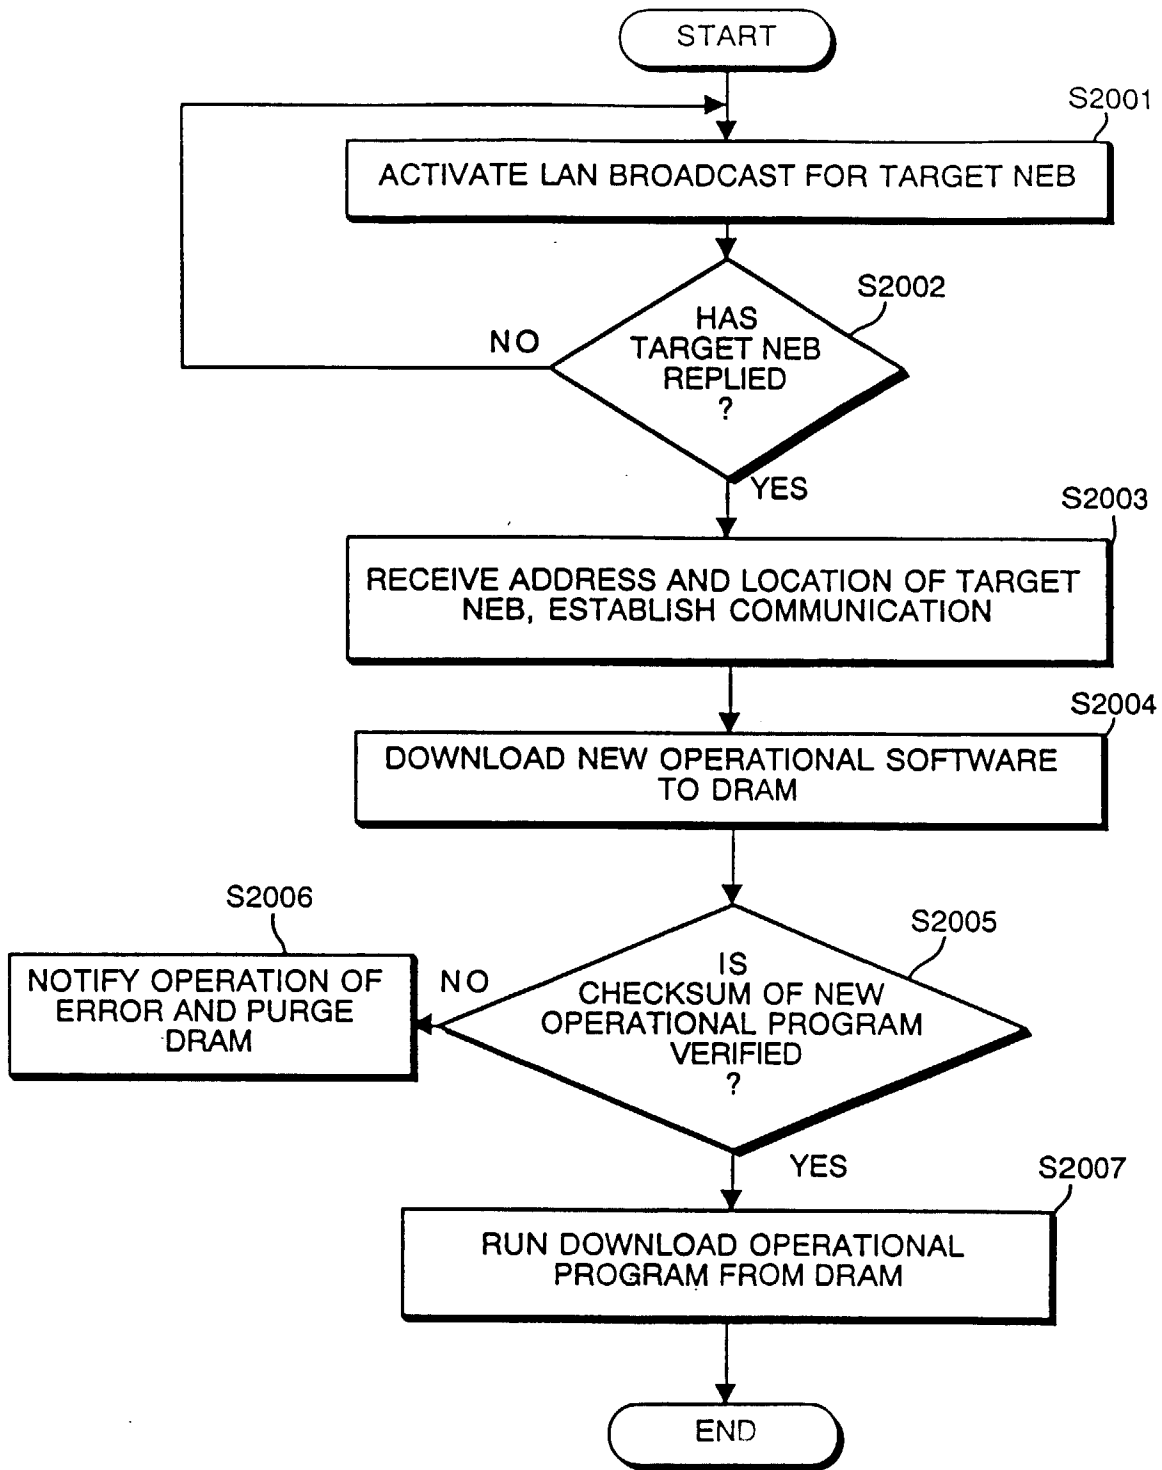 START
S2001
ACTIVATE LAN BROADCAST FOR TARGET NEB
S2002
HAS
TARGET NEB
REPLIED
?
NO
YES
S2003
RECEIVE ADDRESS AND LOCATION OF TARGET
NEB, ESTABLISH COMMUNICATION
S2004
DOWNLOAD NEW OPERATIONAL SOFTWARE
TO DRAM
S2005
IS
CHECKSUM OF NEW
OPERATIONAL PROGRAM
VERIFIED
?
NO
S2006
NOTIFY OPERATION OF
ERROR AND PURGE
DRAM
YES
S2007
RUN DOWNLOAD OPERATIONAL
PROGRAM FROM DRAM
END